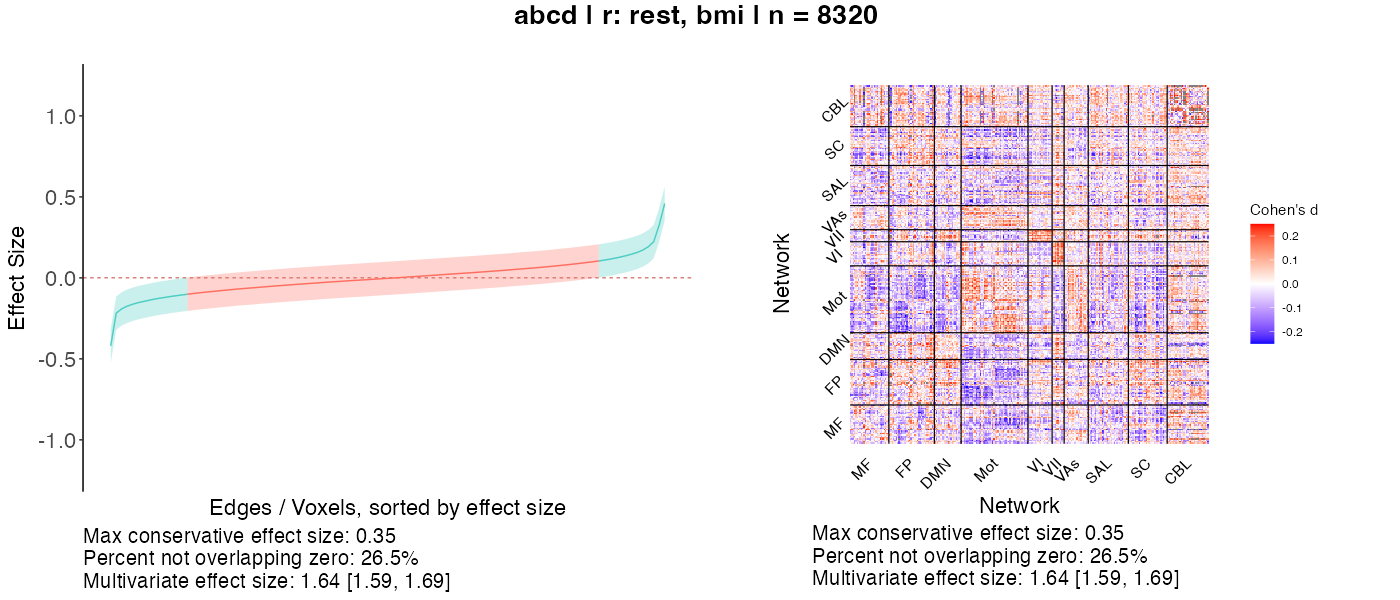 abcd | r: rest, bmi | n = 8320
Effect Size
1.0
0.5
0.0
-0.5
-1.0
Edges / Voxels, sorted by effect size
Max conservative effect size: 0.35
Percent not overlapping zero: 26.5%
Multivariate effect size: 1.64 [1.59, 1.69]
Network
CBL
SC
SAL
VAs
VII
VI
Mot
DMN
FP
MF
MF
FP
DMN
Mot
VI
VII
VAs
SAL
SC
CBL
Network
Max conservative effect size: 0.35
Percent not overlapping zero: 26.5%
Multivariate effect size: 1.64 [1.59, 1.69]
Cohen's d
0.2
0.1
0.0
-0.1
-0.2